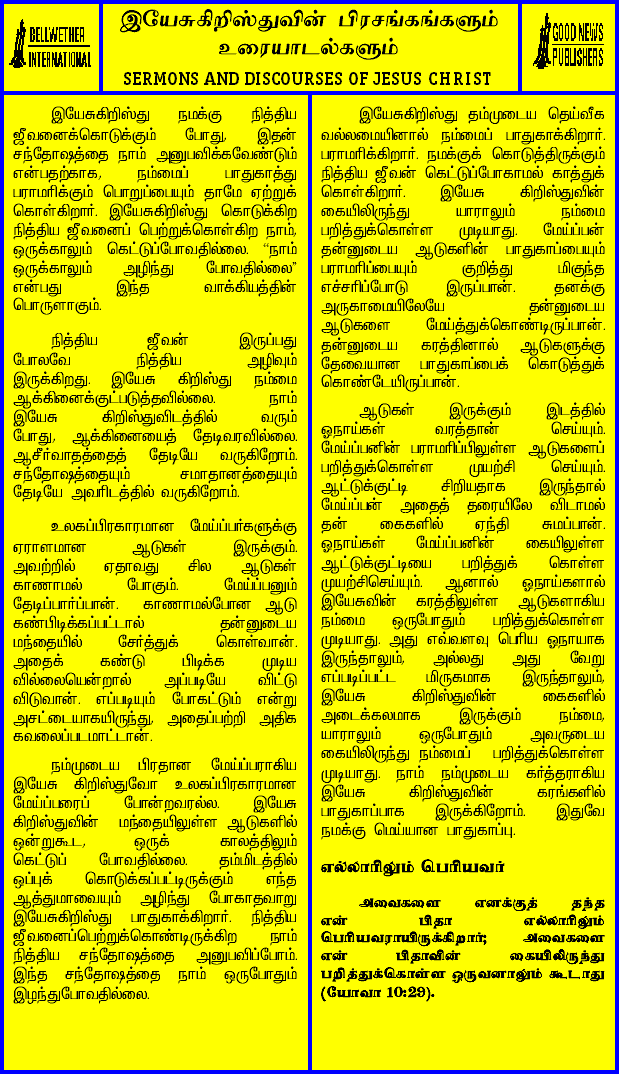 BELLWETHER
INTERNATIONAL
இயேசுகிறிஸ்துவின் பிரசங்கங்களும்
உரையாடல்களும்
SERMONS AND DISCOURSES OF JESUS CHRIST
GOOD NEWS
PUBLISHERS
இயேசுகிறிஸ்து நமக்கு நித்திய
ஜீவனைக்கொடுக்கும் போது, இதன்
சந்தோஷத்தை நாம் அனுபவிக்கவேண்டும்
என்பதற்காக, நம்மைப் பாதுகாத்து
பராமரிக்கும் பொறுப்பையும் தாமே ஏற்றுக்
கொள்கிறார். இயேசுகிறிஸ்து கொடுக்கிற
நித்திய ஜீவனைப் பெற்றுக்கொள்கிற நாம்,
ஒருக்காலும் கெட்டுப்போவதில்லை. “நாம்
ஒருக்காலும் அழிந்து போவதில்லை”
என்பது இந்த வாக்கியத்தின்
பொருளாகும்.
நித்திய ஜீவன் இருப்பது
போலவே நித்திய அழிவும்
இருக்கிறது. இயேசு கிறிஸ்து நம்மை
ஆக்கினைக்குட்படுத்தவில்லை. நாம்
இயேசு கிறிஸ்துவிடத்தில் வரும்
போது, ஆக்கினையைத் தேடிவரவில்லை.
ஆசீர்வாதத்தைத் தேடியே வருகிறோம்.
சந்தோஷத்தையும் சமாதானத்தையும்
தேடியே அவரிடத்தில் வருகிறோம்.
உலகப்பிரகாரமான மேய்ப்பர்களுக்கு
ஏராளமான ஆடுகள் இருக்கும்.
அவற்றில் ஏதாவது சில ஆடுகள்
காணாமல் போகும். மேய்ப்பனும்
தேடிப்பார்ப்பான். காணாமல்போன ஆடு
கண்பிடிக்கப்பட்டால் தன்னுடைய
மந்தையில் சேர்த்துக் கொள்வான்.
அதைக் கண்டு பிடிக்க முடிய
வில்லையென்றால் அப்படியே விட்டு
விடுவான். எப்படியும் போகட்டும் என்று
அசட்டையாகயிருந்து, அதைப்பற்றி அதிக
கவலைப்படமாட்டான்.
நம்முடைய பிரதான மேய்ப்பராகிய
இயேசு கிறிஸ்துவோ உலகப்பிரகாரமான
மேய்ப்பரைப் போன்றவரல்ல. இயேசு
கிறிஸ்துவின் மந்தையிலுள்ள ஆடுகளில்
ஒன்றுகூட, ஒருக் காலத்திலும்
கெட்டுப் போவதில்லை. தம்மிடத்தில்
ஒப்புக் கொடுக்கப்பட்டிருக்கும் எந்த
ஆத்துமாவையும் அழிந்து போகாதவாறு
இயேசுகிறிஸ்து பாதுகாக்கிறார். நித்திய
ஜீவனைப்பெற்றுக்கொண்டிருக்கிற நாம்
நித்திய சந்தோஷத்தை அனுபவிப்போம்.
இந்த சந்தோஷத்தை நாம் ஒருபோதும்
இழந்துபோவதில்லை.
இயேசுகிறிஸ்து தம்முடைய தெய்வீக
வல்லமையினால் நம்மைப் பாதுகாக்கிறார்.
பராமரிக்கிறார். நமக்குக் கொடுத்திருக்கும்
நித்திய ஜீவன் கெட்டுப்போகாமல் காத்துக்
கொள்கிறார். இயேசு கிறிஸ்துவின்
கையிலிருந்து யாராலும் நம்மை
பறித்துக்கொள்ள முடியாது. மேய்ப்பன்
தன்னுடைய ஆடுகளின் பாதுகாப்பையும்
பராமரிப்பையும் குறித்து மிகுந்த
எச்சரிப்போடு இருப்பான். தனக்கு
அருகாமையிலேயே தன்னுடைய
ஆடுகளை மேய்த்துக்கொண்டிருப்பான்.
தன்னுடைய கரத்தினால் ஆடுகளுக்கு
தேவையான பாதுகாப்பைக் கொடுத்துக்
கொண்டேயிருப்பான்.
ஆடுகள் இருக்கும் இடத்தில்
ஓநாய்கள் வரத்தான் செய்யும்.
மேய்ப்பனின் பராமரிப்பிலுள்ள ஆடுகளைப்
பறித்துக்கொள்ள முயற்சி செய்யும்.
ஆட்டுக்குட்டி சிறியதாக இருந்தால்
மேய்ப்பன் அதைத் தரையிலே விடாமல்
தன் கைகளில் ஏந்தி சுமப்பான்.
ஓநாய்கள் மேய்ப்பனின் கையிலுள்ள
ஆட்டுக்குட்டியை பறித்துக் கொள்ள
முயற்சிசெய்யும். ஆனால் ஓநாய்களால்
இயேசுவின் கரத்திலுள்ள ஆடுகளாகிய
நம்மை ஒருபோதும் பறித்துக்கொள்ள
முடியாது. அது எவ்வளவு பெரிய ஓநாயாக
இருந்தாலும், அல்லது அது வேறு
எப்படிப்பட்ட மிருகமாக இருந்தாலும்,
இயேசு கிறிஸ்துவின் கைகளில்
அடைக்கலமாக இருக்கும் நம்மை,
யாராலும் ஒருபோதும் அவருடைய
கையிலிருந்து நம்மைப் பறித்துக்கொள்ள
முடியாது. நாம் நம்முடைய கர்த்தராகிய
இயேசு கிறிஸ்துவின் கரங்களில்
பாதுகாப்பாக இருக்கிறோம். இதுவே
நமக்கு மெய்யான பாதுகாப்பு.
எல்லாரிலும் பெரியவர்
அவைகளை எனக்குத் தந்த
என் பிதா எல்லாரிலும்
பெரியவராயிருக்கிறார்; அவைகளை
என் பிதாவின் கையிலிருந்து
பறித்துக்கொள்ள ஒருவனாலும் கூடாது
(யோவா 10:29).